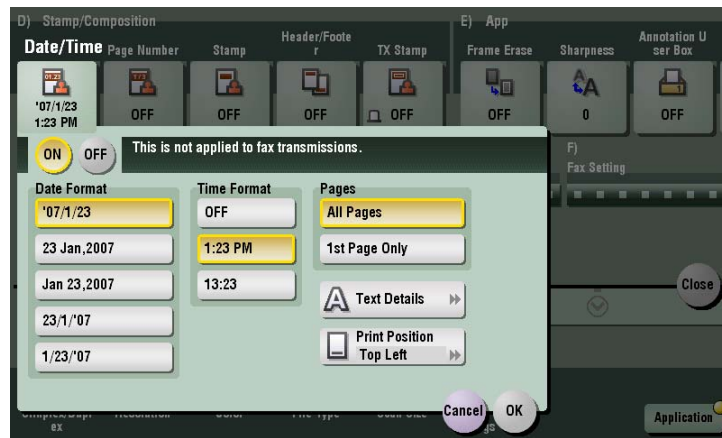 D) Stamp/Composition
E) App
Date/Time
Page Number
Stamp
Header/Foote
r
TX Stamp
Frame Erase
Sharpness
Annotation U
ser Box
'07/1/23
1:23 PM
OFF
OFF
OFF
OFF
OFF
0
OFF
ON
OFF
This is not applied to fax transmissions.
F)
Fax Setting
Date Format
Time Format
Pages
'07/1/23
OFF
All Pages
23 Jan,2007
1:23 PM
1st Page Only
Jan 23,2007
13:23
Text Details
Close
23/1/'07
Print Position
Top Left
1/23/'07
Cancel
OK
Application
ex
gs